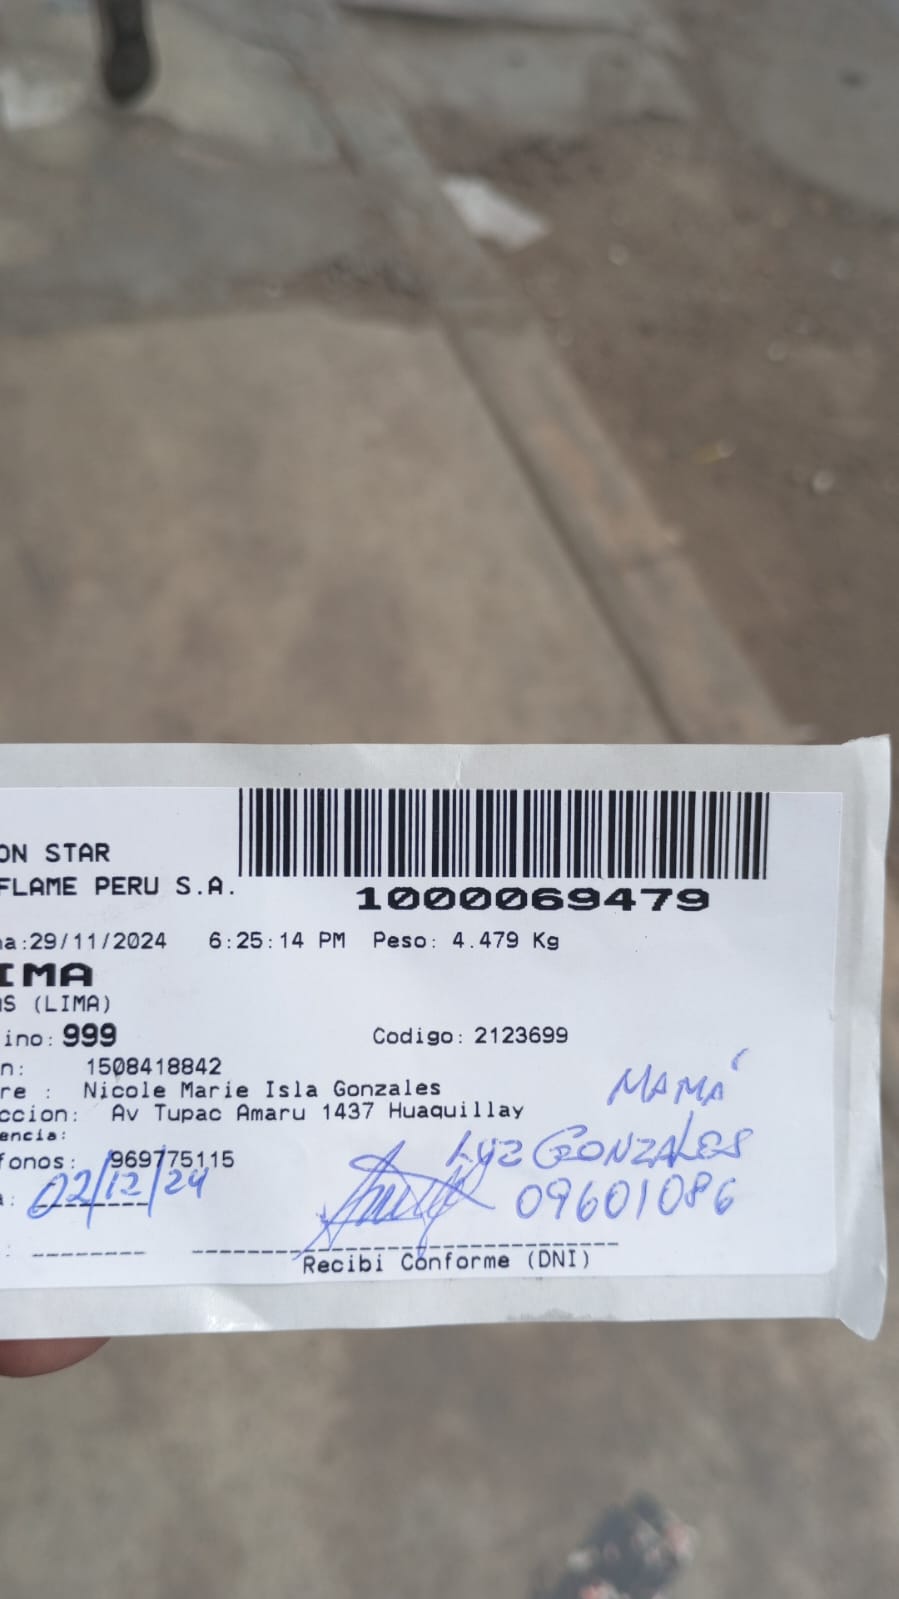 ON STAR
FLAME PERU S.A.
1000069479
a:29/11/2024 6:25:14 PM Peso: 4.479 Kg
IMA
S (LIMA)
ino: 999 Codigo: 2123699
n: 1508418842
re : Nicole Marie Isla Gonzales
MAMÁ
ccion: Av Tupac Amaru 1437 Huaquillay
encia:
LUZ GONZALES
fonos: 969775115
02/12/24
09601086
Recibi Conforme (DNI)